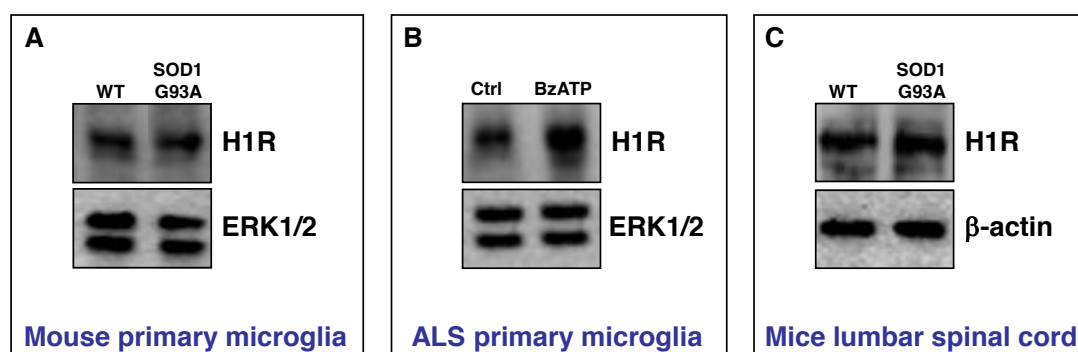 A
WT
SOD1
G93A
H1R
ERK1/2
Mouse primary microglia
B
Ctrl
BzATP
H1R
ERK1/2
ALS primary microglia
C
WT
SOD1
G93A
H1R
β-actin
Mice lumbar spinal cord